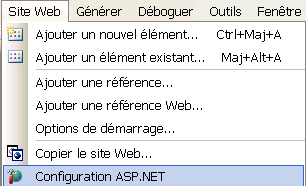 Site Web Générer Déboguer Outils Fenêtre
Ajouter un nouvel élément... Ctrl+Maj+A
Ajouter un élément existant... Maj+Alt+A
Ajouter une référence...
Ajouter une référence Web...
Options de démarrage...
Copier le site Web...
Configuration ASP.NET